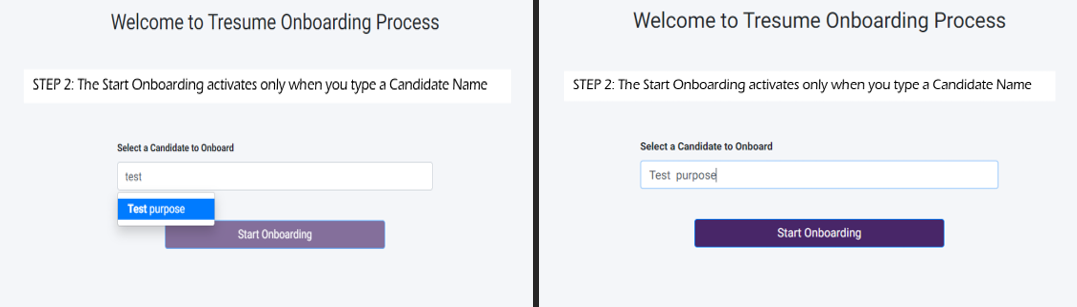 Welcome to Tresume Onboarding Process
STEP 2: The Start Onboarding activates only when you type a Candidate Name
Select a Candidate to Onboard
test
Test purpose
Start Onboarding
Welcome to Tresume Onboarding Process
STEP 2: The Start Onboarding activates only when you type a Candidate Name
Select a Candidate to Onboard
Test purpose
Start Onboarding